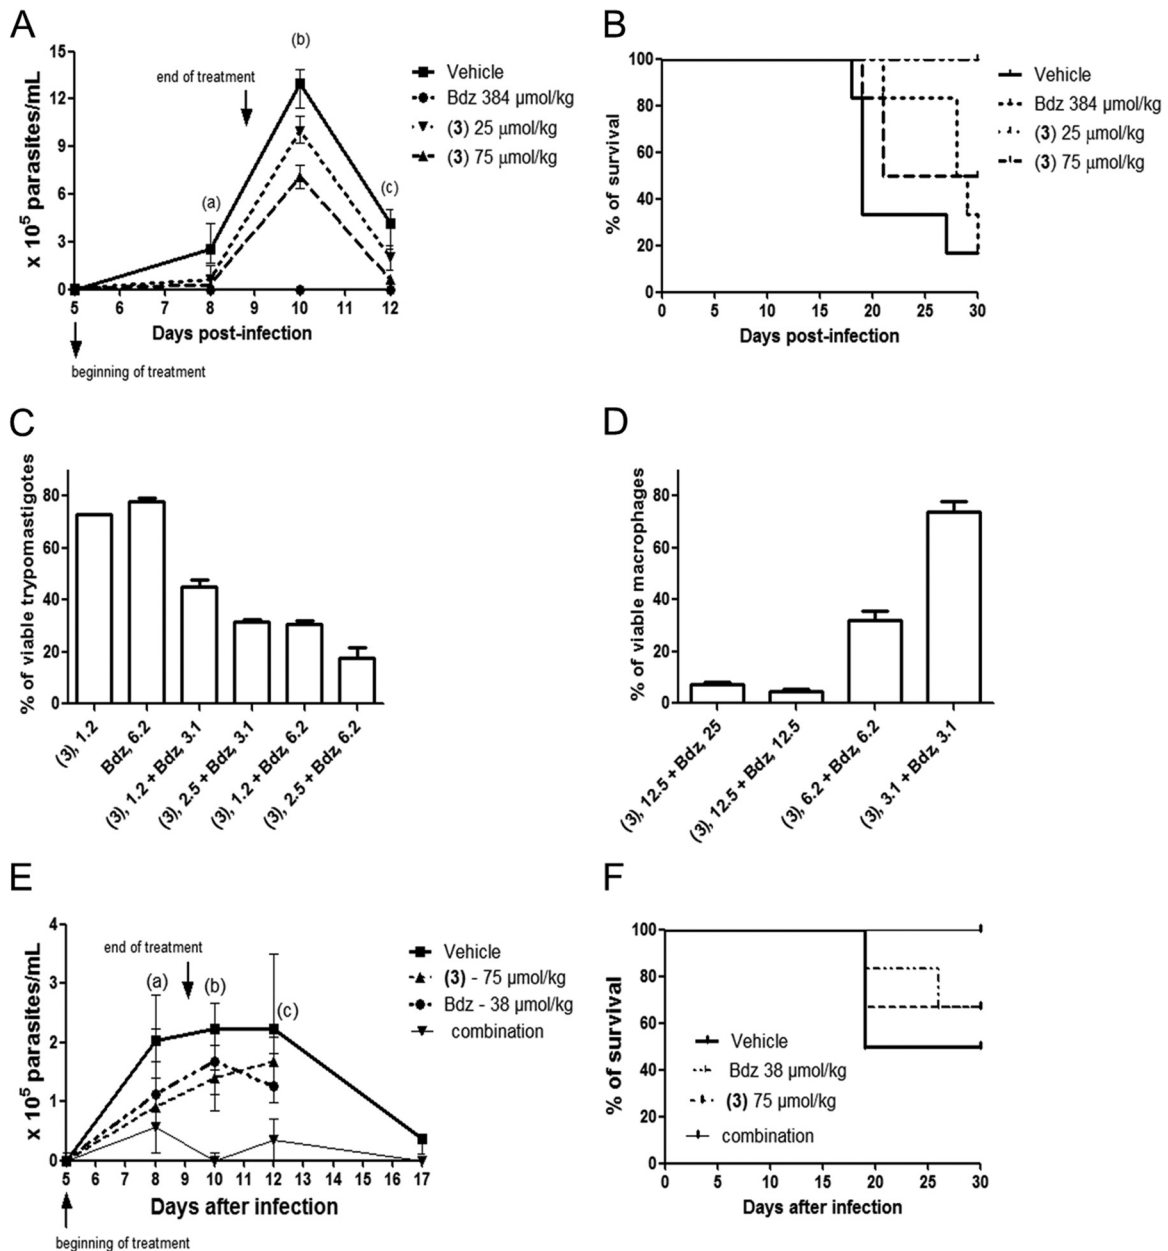 A
x 10⁵ parasites/mL
15
12
9
6
3
0
(a)
(b)
(c)
end of treatment
Vehicle
Bdz 384 µmol/kg
(3) 25 µmol/kg
(3) 75 µmol/kg
5 6 7 8 9 10 11 12
Days post-infection
beginning of treatment
B
% of survival
100
80
60
40
20
0
0 5 10 15 20 25 30
Days post-infection
Vehicle
Bdz 384 µmol/kg
(3) 25 µmol/kg
(3) 75 µmol/kg
C
% of viable trypomastigotes
80
60
40
20
0
(3), 1.2
Bdz, 6.2
(3), 1.2 + Bdz, 3.1
(3), 2.5 + Bdz, 3.1
(3), 1.2 + Bdz, 6.2
(3), 2.5 + Bdz, 6.2
D
% of viable macrophages
80
60
40
20
0
(3), 12.5 + Bdz, 25
(3), 12.5 + Bdz, 12.5
(3), 6.2 + Bdz, 6.2
(3), 3.1 + Bdz, 3.1
E
x 10⁵ parasites/mL
4
3
2
1
0
end of treatment
(a)
(b)
(c)
Vehicle
(3) - 75 µmol/kg
Bdz - 38 µmol/kg
combination
5 6 7 8 9 10 11 12 13 14 15 16 17
Days after infection
beginning of treatment
F
% of survival
100
80
60
40
20
0
Vehicle
Bdz 38 µmol/kg
(3) 75 µmol/kg
combination
0 5 10 15 20 25 30
Days after infection